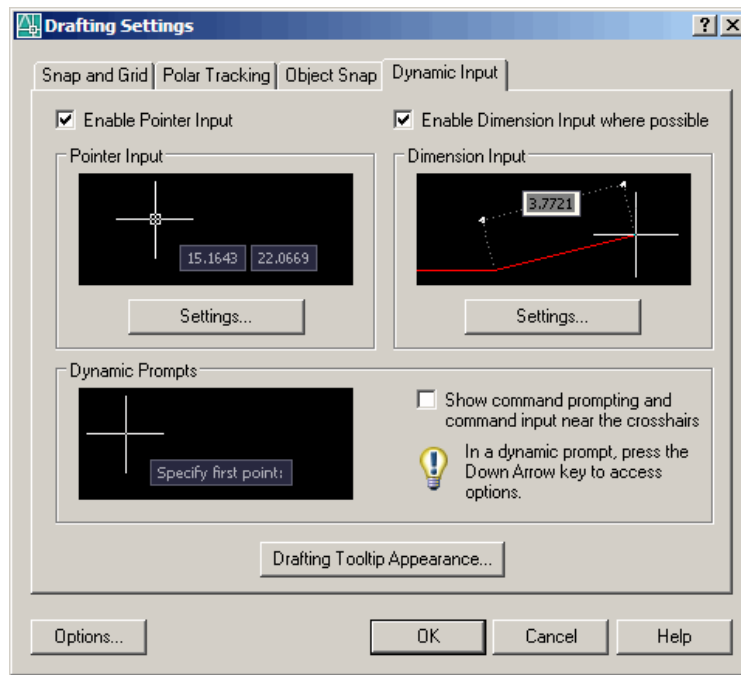 Drafting Settings
Snap and Grid Polar Tracking Object Snap Dynamic Input
Enable Pointer Input
Enable Dimension Input where possible
Pointer Input
15.1643 22.0669
Settings...
Dimension Input
3.7721
Settings...
Dynamic Prompts
Specify first point:
Show command prompting and
command input near the crosshairs
In a dynamic prompt, press the
Down Arrow key to access
options.
Drafting Tooltip Appearance...
Options... OK Cancel Help